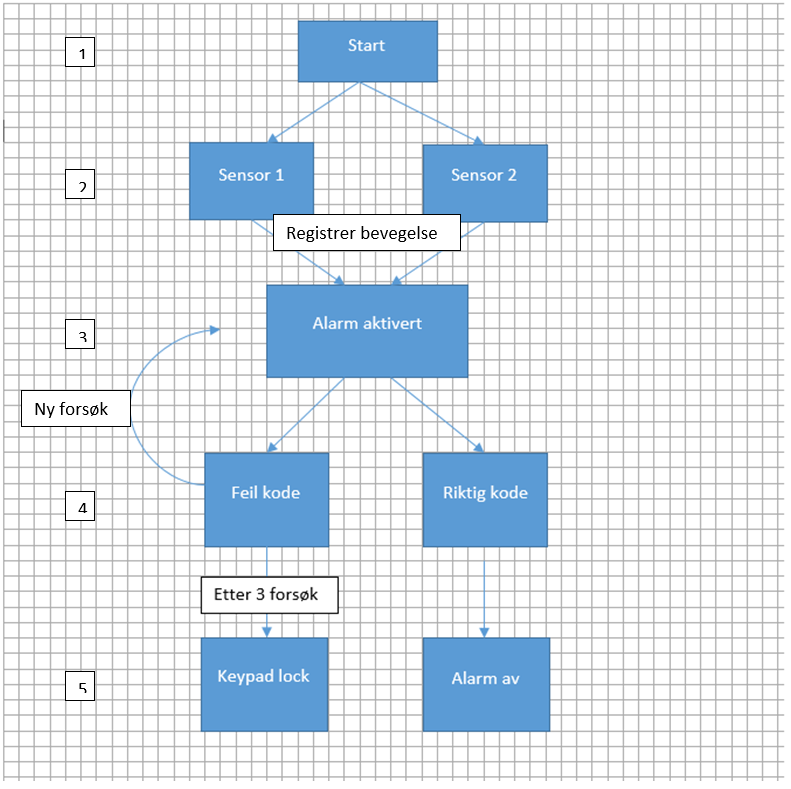 1
Start
2
Sensor 1
Sensor 2
Registrer bevegelse
3
Alarm aktivert
Ny forsøk
4
Feil kode
Riktig kode
Etter 3 forsøk
5
Keypad lock
Alarm av